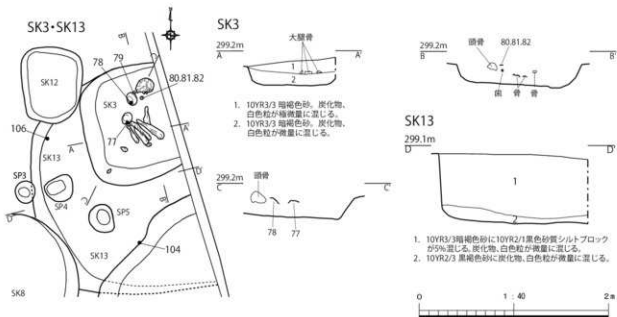 SK3・SK13
SK12
78
79
80.81.82
SK3
77
106
SK13
SP3
SP4
SP5
104
SK13
SK8
A
A'
B
C
D
D'
SK3
大腿骨
299.2m
A
A'
1
2
1. 10YR3/3 暗褐色砂。炭化物、
白色粒が極微量に混じる。
2. 10YR3/3 暗褐色砂。炭化物、
白色粒が微量に混じる。
頭骨
299.2m
C
C'
78
77
頭骨
80.81.82
299.2m
B
B'
歯
骨
骨
SK13
299.1m
D
D'
1
2
1. 10YR3/3暗褐色砂に10YR2/1黒色砂質シルトブロック
が5%混じる。炭化物、白色粒が微量に混じる。
2. 10YR2/3 黒褐色砂に炭化物、白色粒が微量に混じる。
0
1 : 40
2m